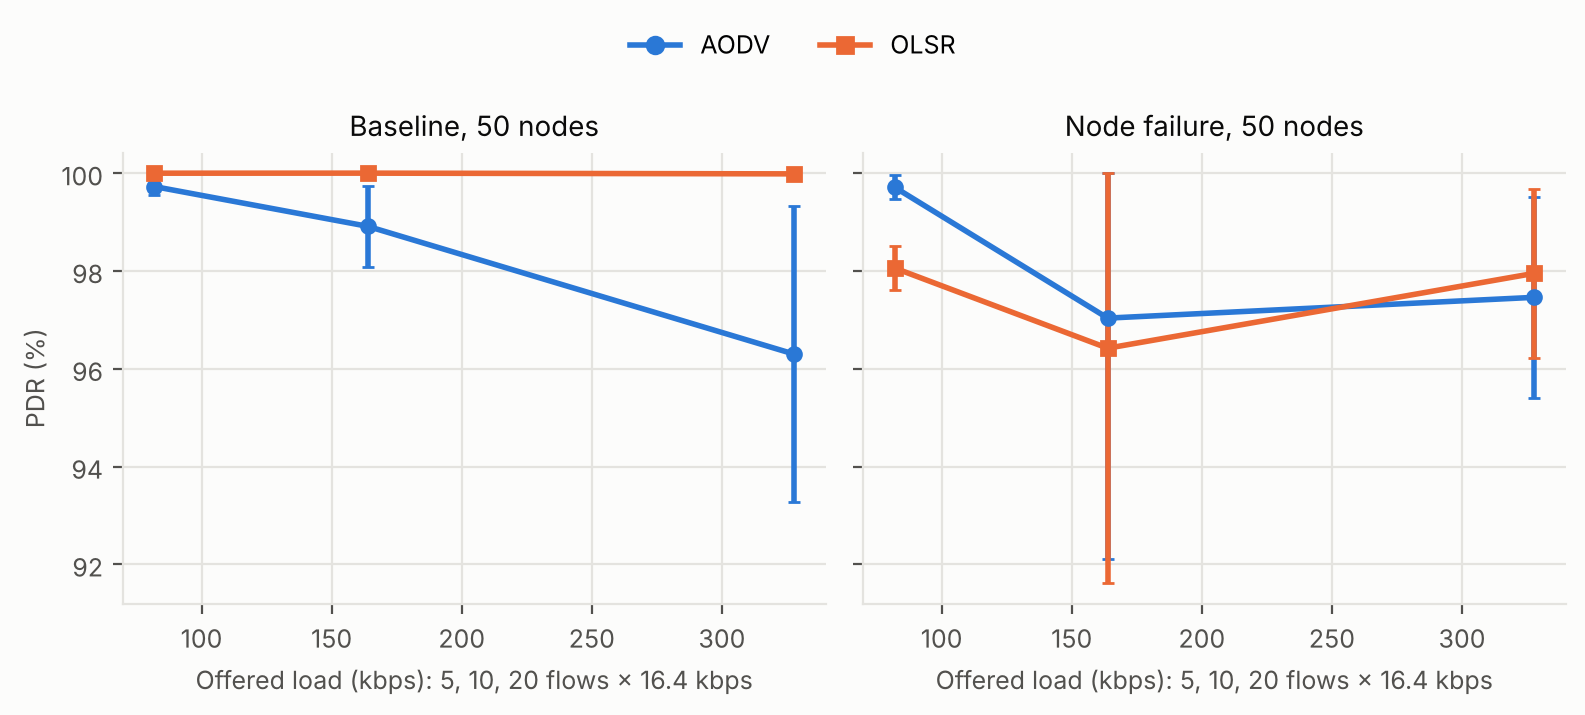 AODV OLSR
Baseline, 50 nodes
Node failure, 50 nodes
PDR (%)
100
98
96
94
92
100 150 200 250 300
100 150 200 250 300
Offered load (kbps): 5, 10, 20 flows × 16.4 kbps
Offered load (kbps): 5, 10, 20 flows × 16.4 kbps